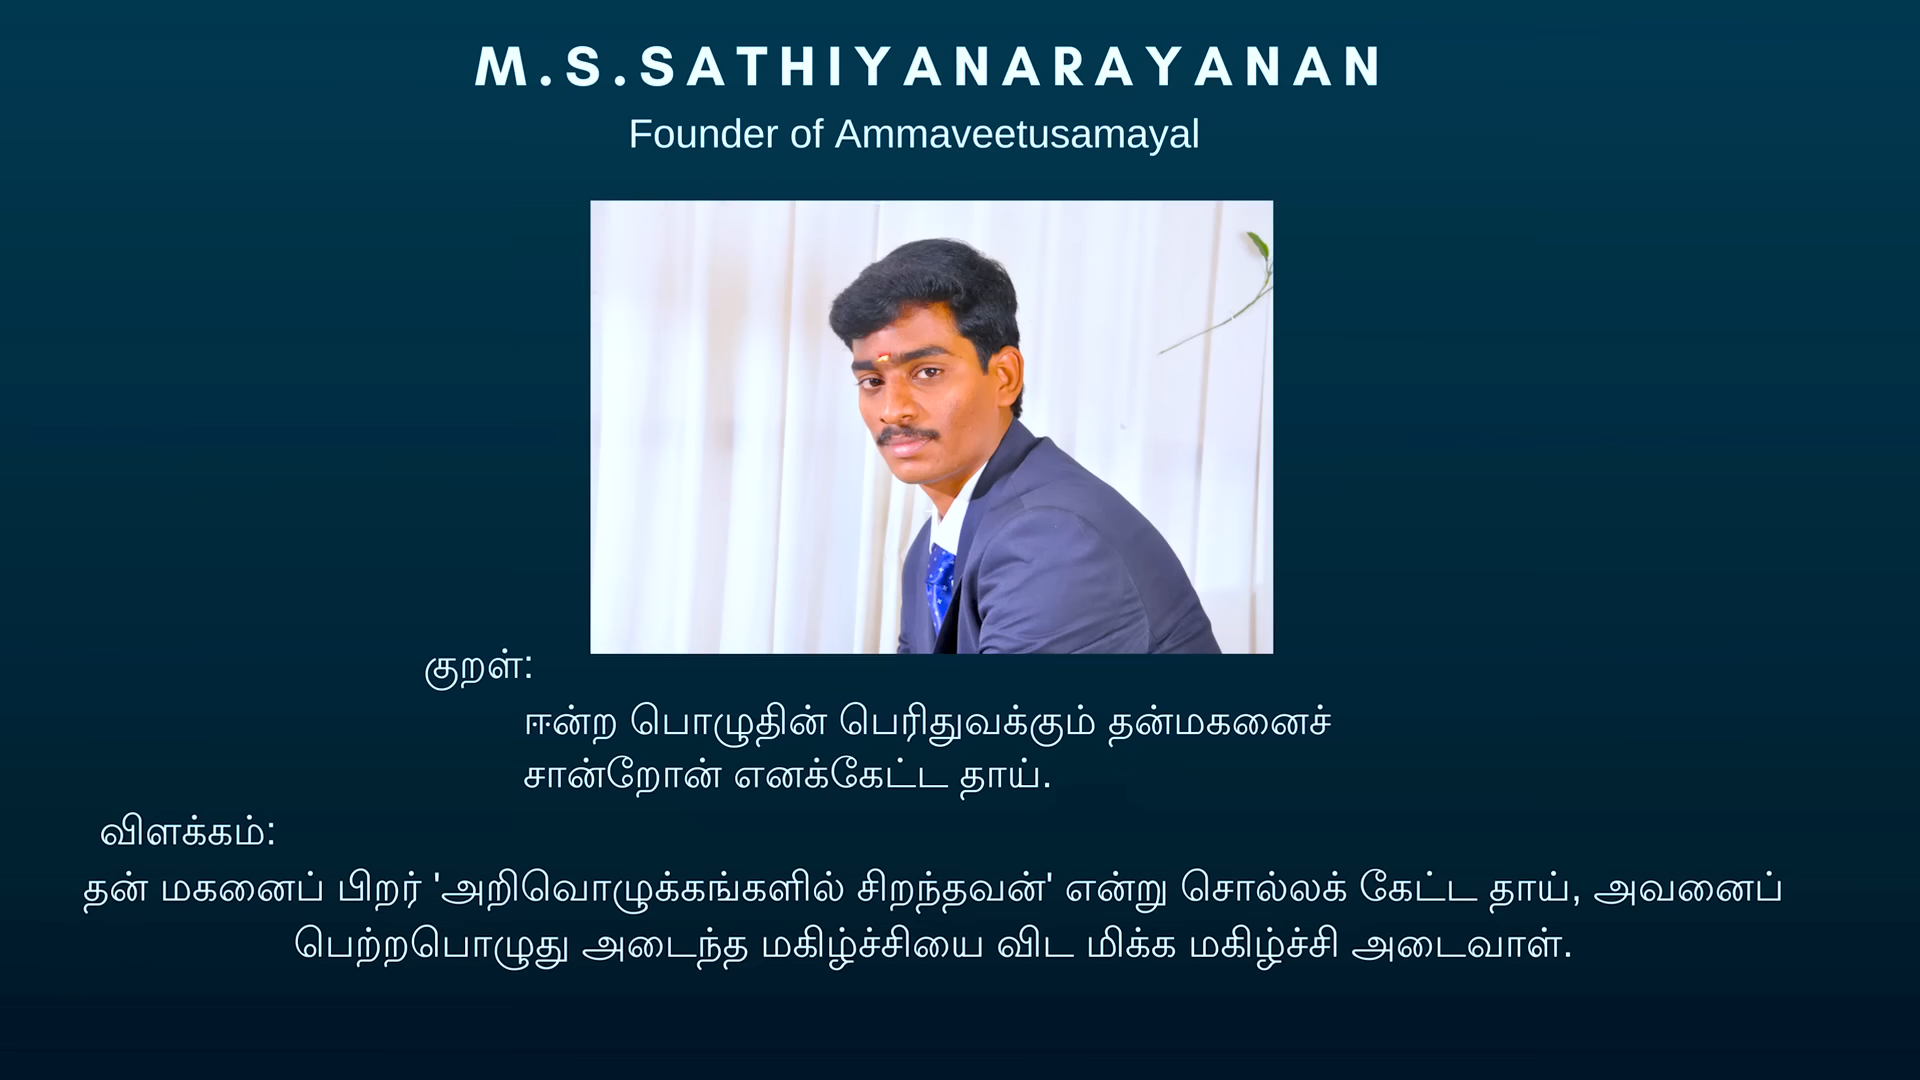 M.S.SATHIYANARAYANAN
Founder of Ammaveetusamayal
குறள்:
ஈன்ற பொழுதின் பெரிதுவக்கும் தன்மகனைச்
சான்றோன் எனக்கேட்ட தாய்.
விளக்கம்:
தன் மகனைப் பிறர் 'அறிவொழுக்கங்களில் சிறந்தவன்' என்று சொல்லக் கேட்ட தாய், அவனைப்
பெற்றபொழுது அடைந்த மகிழ்ச்சியை விட மிக்க மகிழ்ச்சி அடைவாள்.